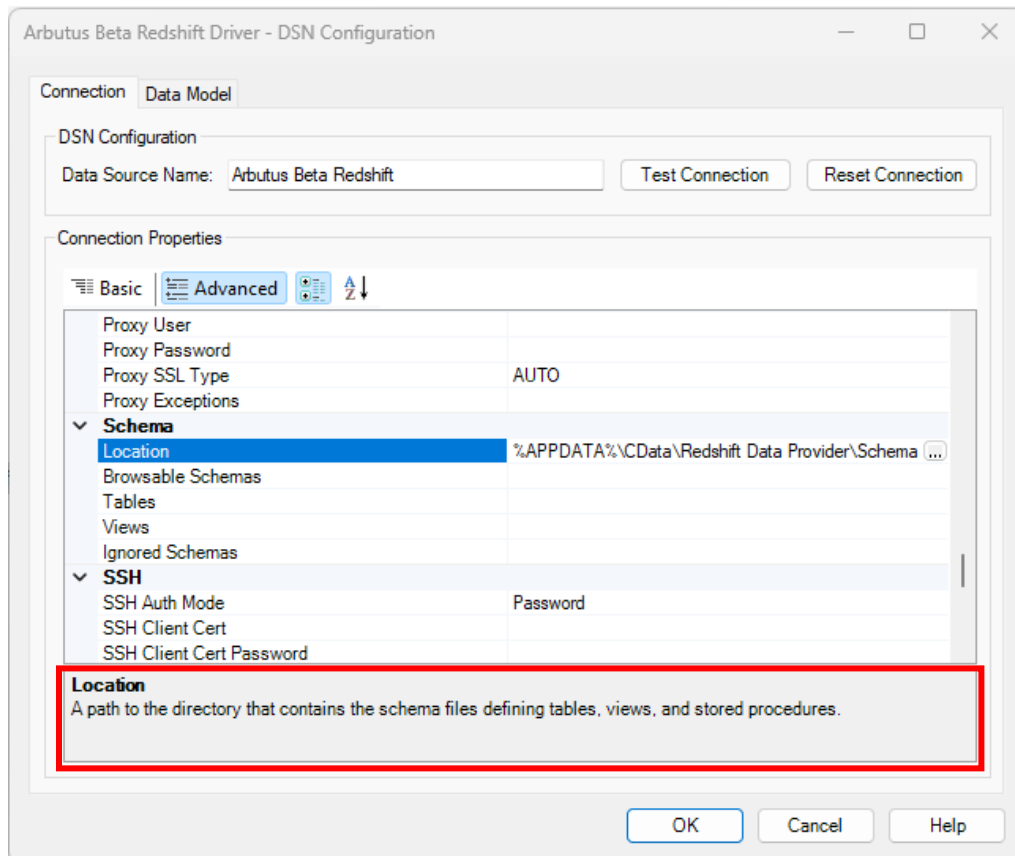 Arbutus Beta Redshift Driver - DSN Configuration
Connection Data Model
DSN Configuration
Data Source Name: Arbutus Beta Redshift Test Connection Reset Connection
Connection Properties
Basic Advanced
Proxy User
Proxy Password
Proxy SSL Type AUTO
Proxy Exceptions
Schema
Location %APPDATA%\CData\Redshift Data Provider\Schema ...
Browsable Schemas
Tables
Views
Ignored Schemas
SSH
SSH Auth Mode Password
SSH Client Cert
SSH Client Cert Password
Location
A path to the directory that contains the schema files defining tables, views, and stored procedures.
OK Cancel Help